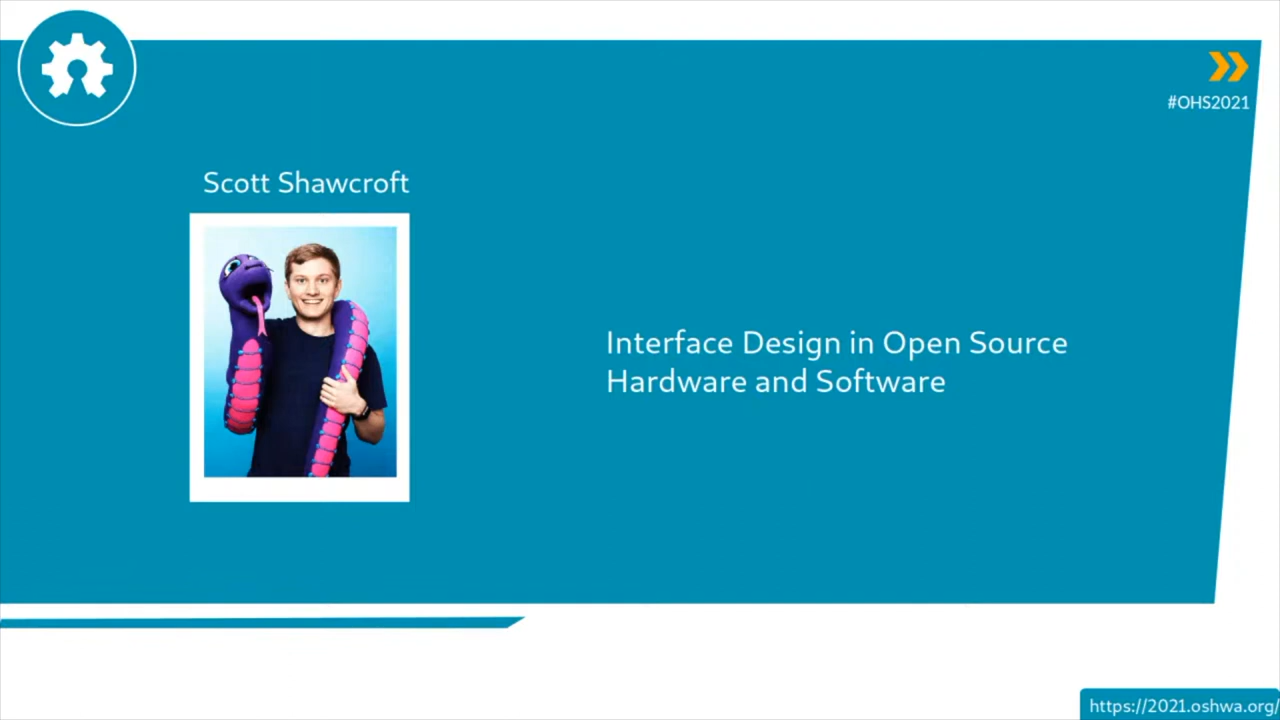 #OHS2021
Scott Shawcroft
Interface Design in Open Source
Hardware and Software
https://2021.oshwa.org/